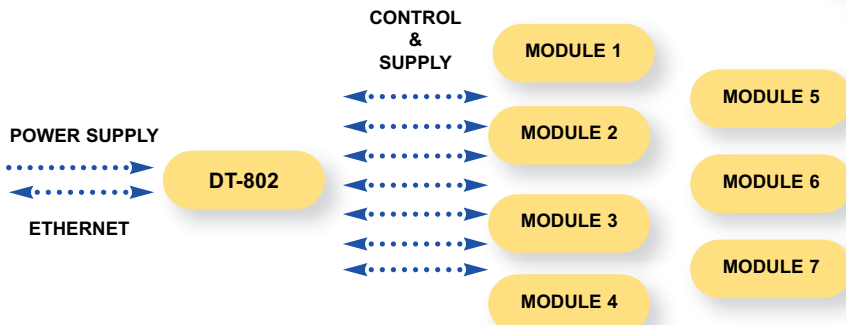 CONTROL
&
SUPPLY
MODULE 1
MODULE 5
MODULE 2
POWER SUPPLY
DT-802
MODULE 6
ETHERNET
MODULE 3
MODULE 7
MODULE 4